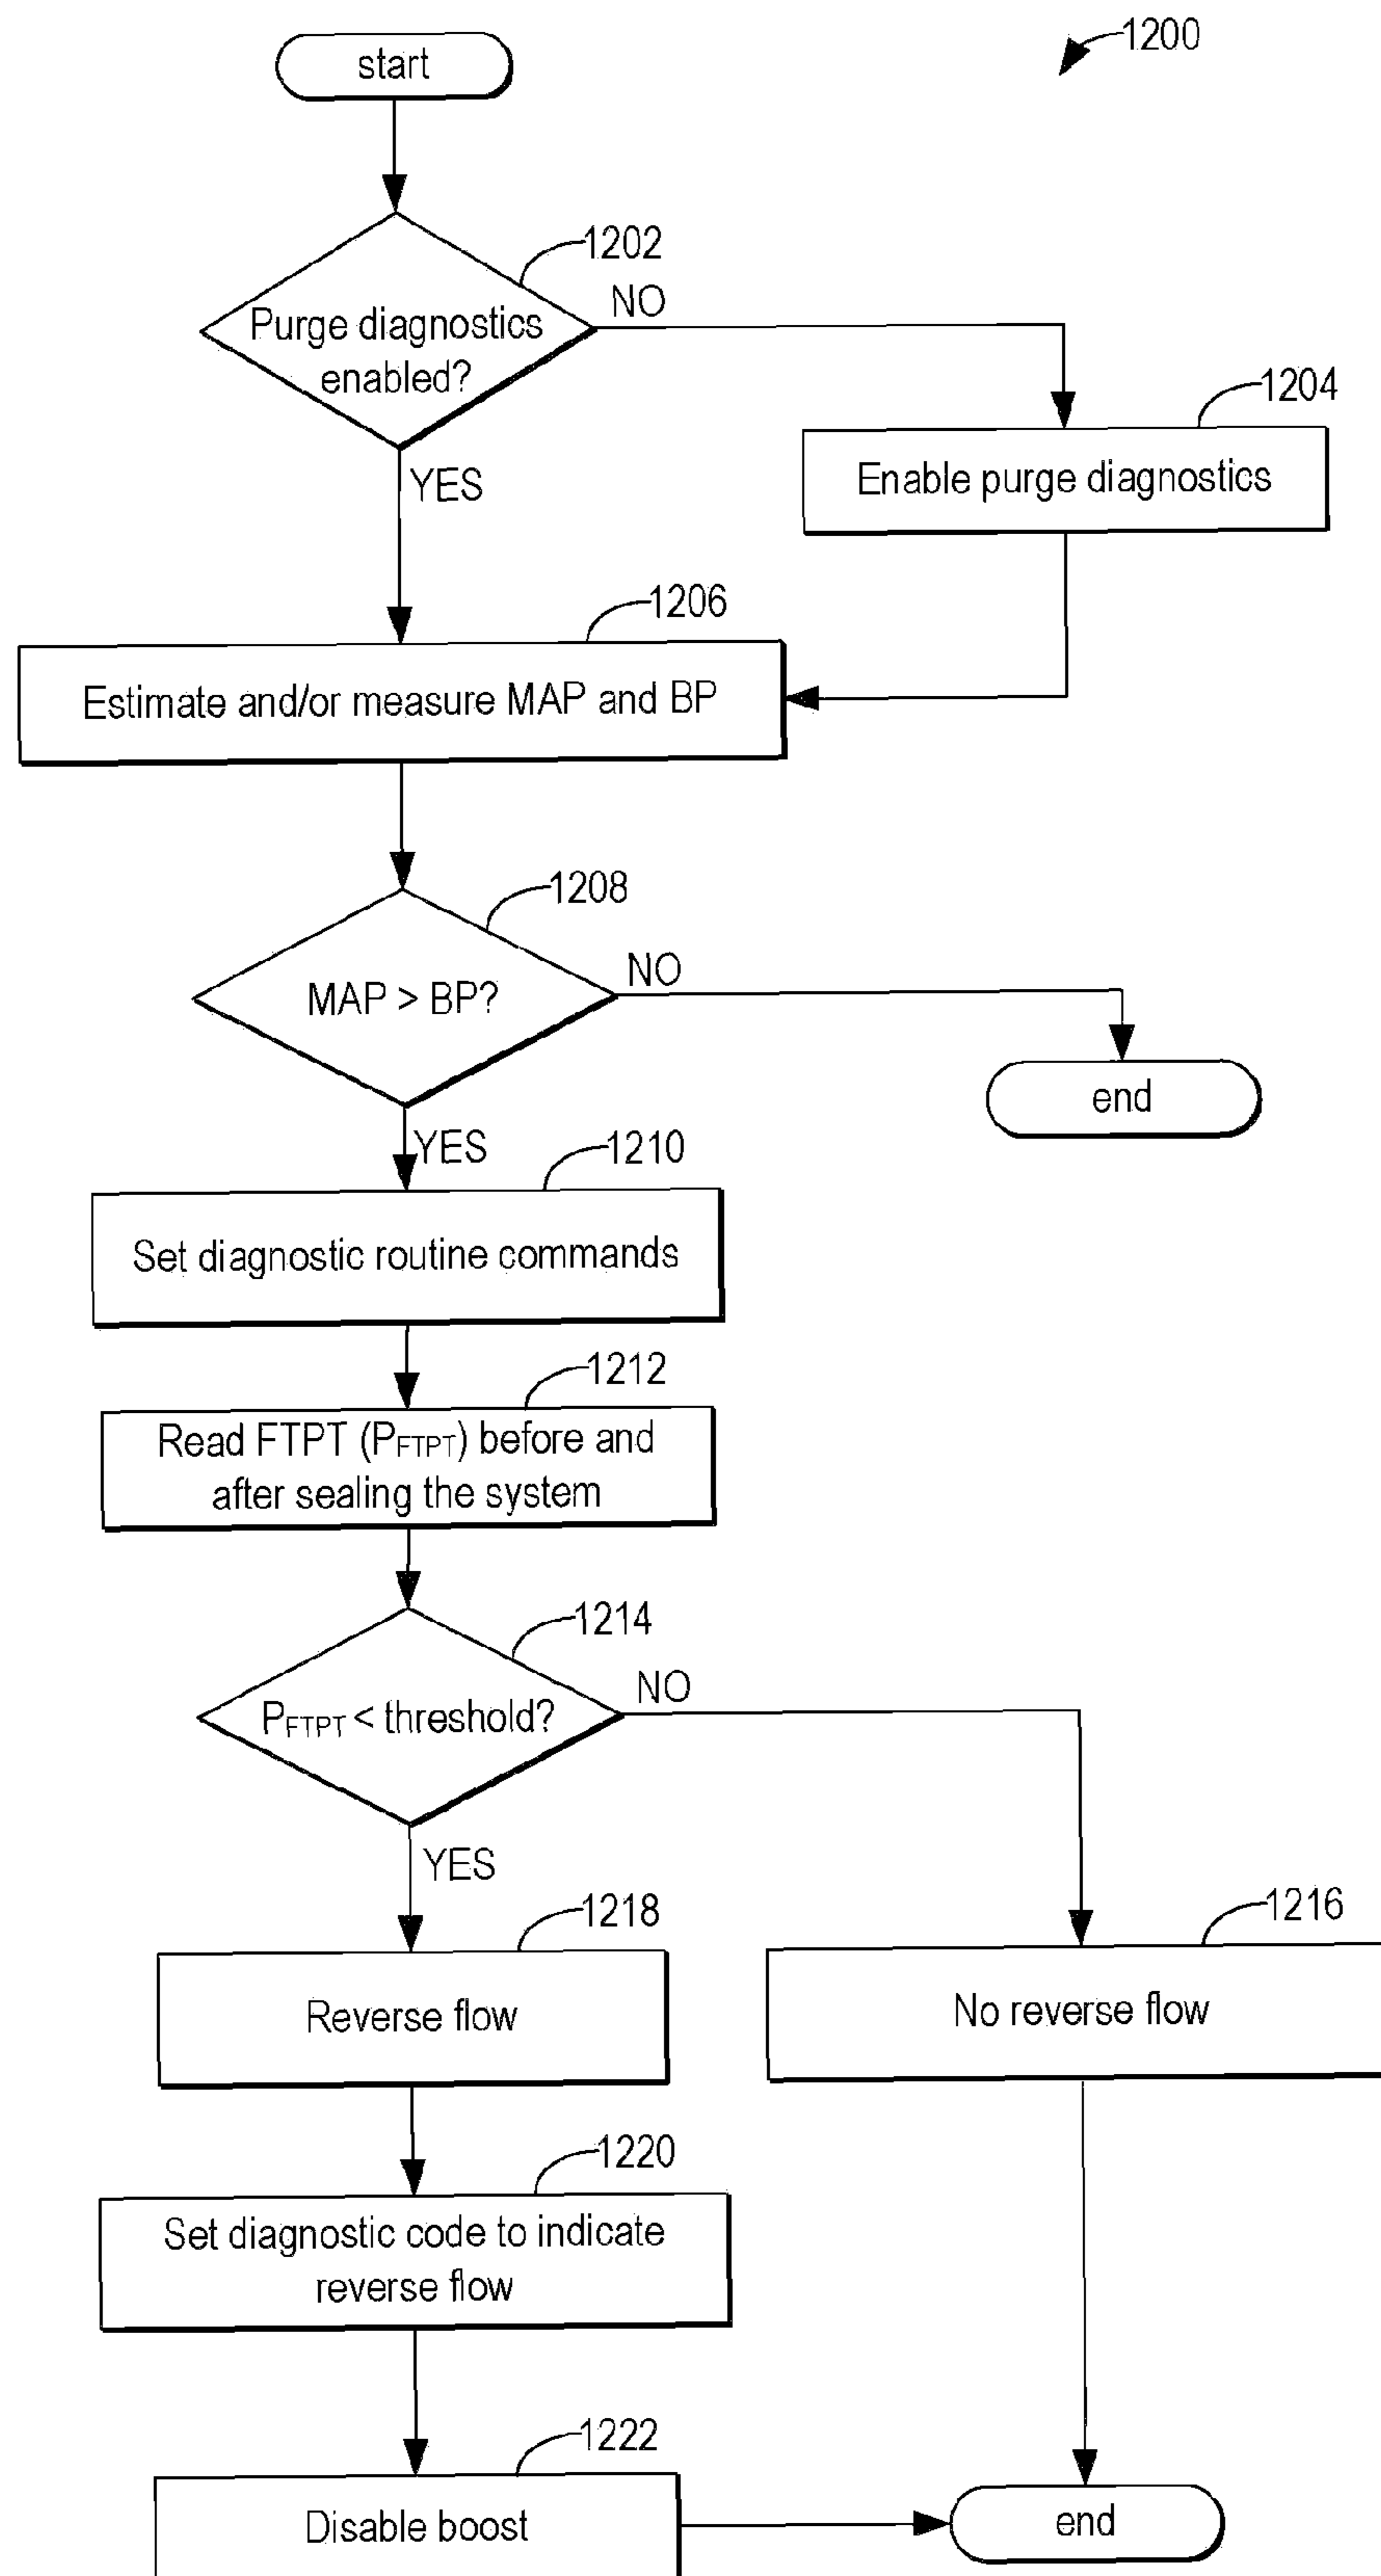 1200
start
1202
Purge diagnostics
enabled?
NO
YES
1204
Enable purge diagnostics
1206
Estimate and/or measure MAP and BP
1208
MAP > BP?
NO
end
YES
1210
Set diagnostic routine commands
1212
Read FTPT (PFTPT) before and
after sealing the system
1214
PFTPT < threshold?
NO
YES
1218
Reverse flow
1216
No reverse flow
1220
Set diagnostic code to indicate
reverse flow
1222
Disable boost
end